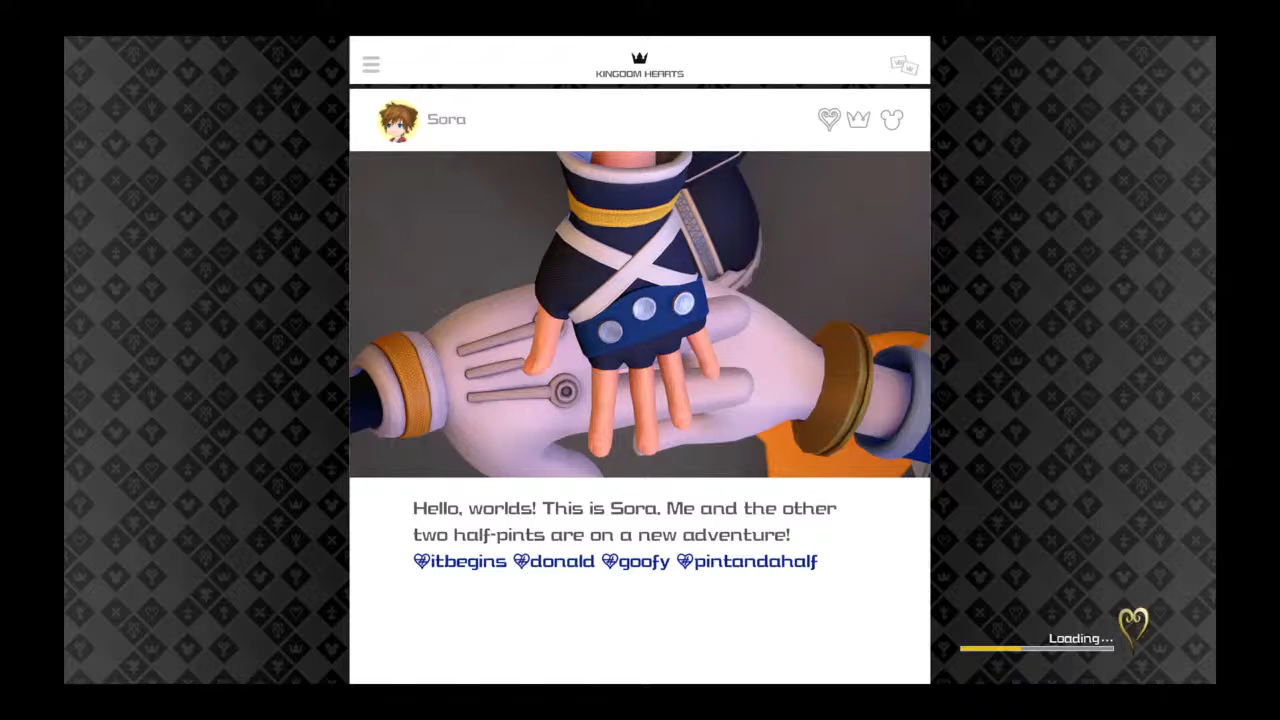 KINGDOM HEARTS
Sora
Hello, worlds! This is Sora. Me and the other
two half-pints are on a new adventure!
itbegins donald goofy pintandahalf
Loading...